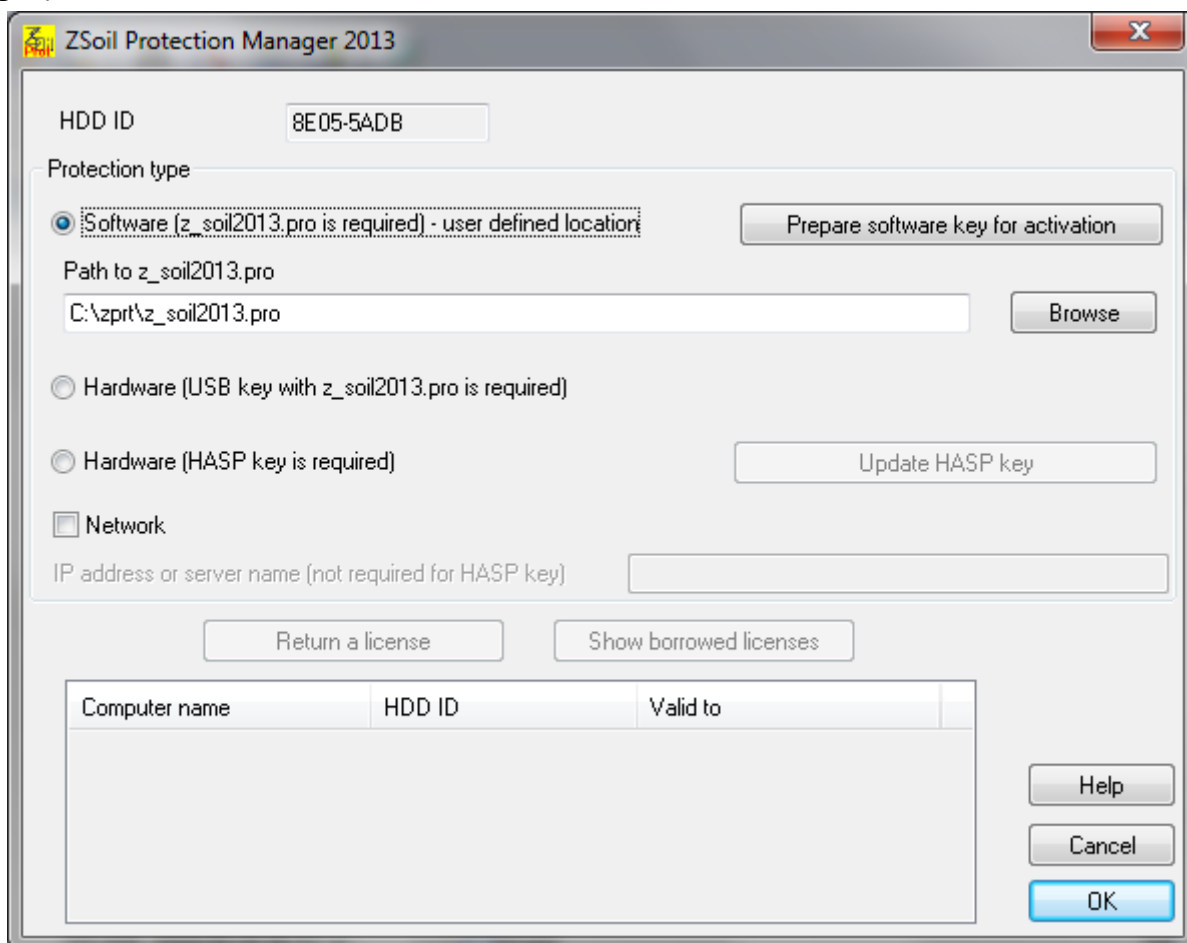 ZSoil Protection Manager 2013
HDD ID 8E05-5ADB
Protection type
Software (z_soil2013.pro is required) - user defined location Prepare software key for activation
Path to z_soil2013.pro
C:\zprt\z_soil2013.pro Browse
Hardware (USB key with z_soil2013.pro is required)
Hardware (HASP key is required) Update HASP key
Network
IP address or server name (not required for HASP key)
Return a license Show borrowed licenses
Computer name HDD ID Valid to
Help
Cancel
OK